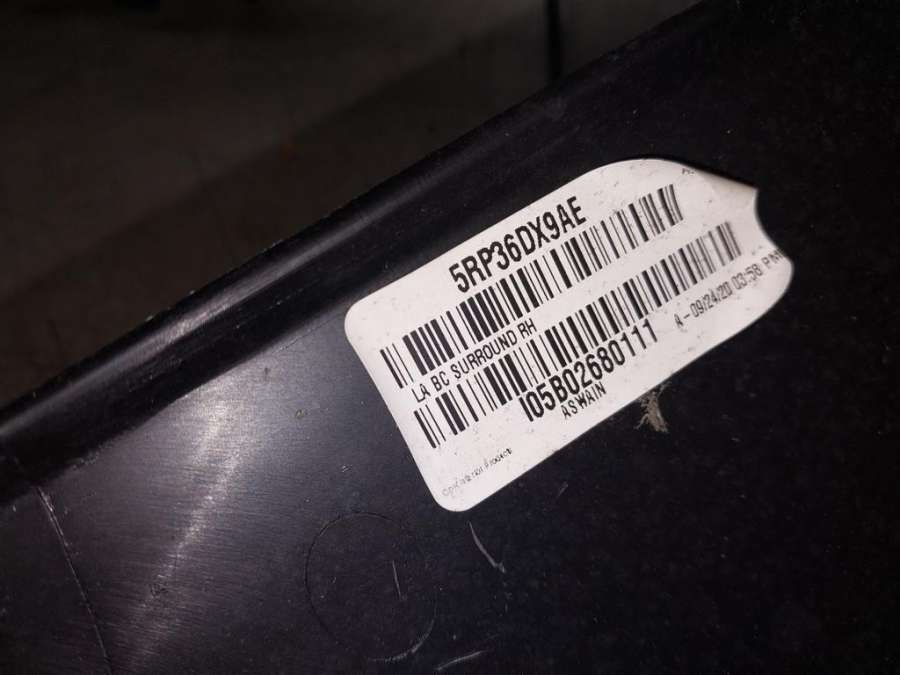 5RP36DX9AE
LA BC SURROUND RH
I05B02680111
A - 09/24/20 03:58 PM
ASWAIN